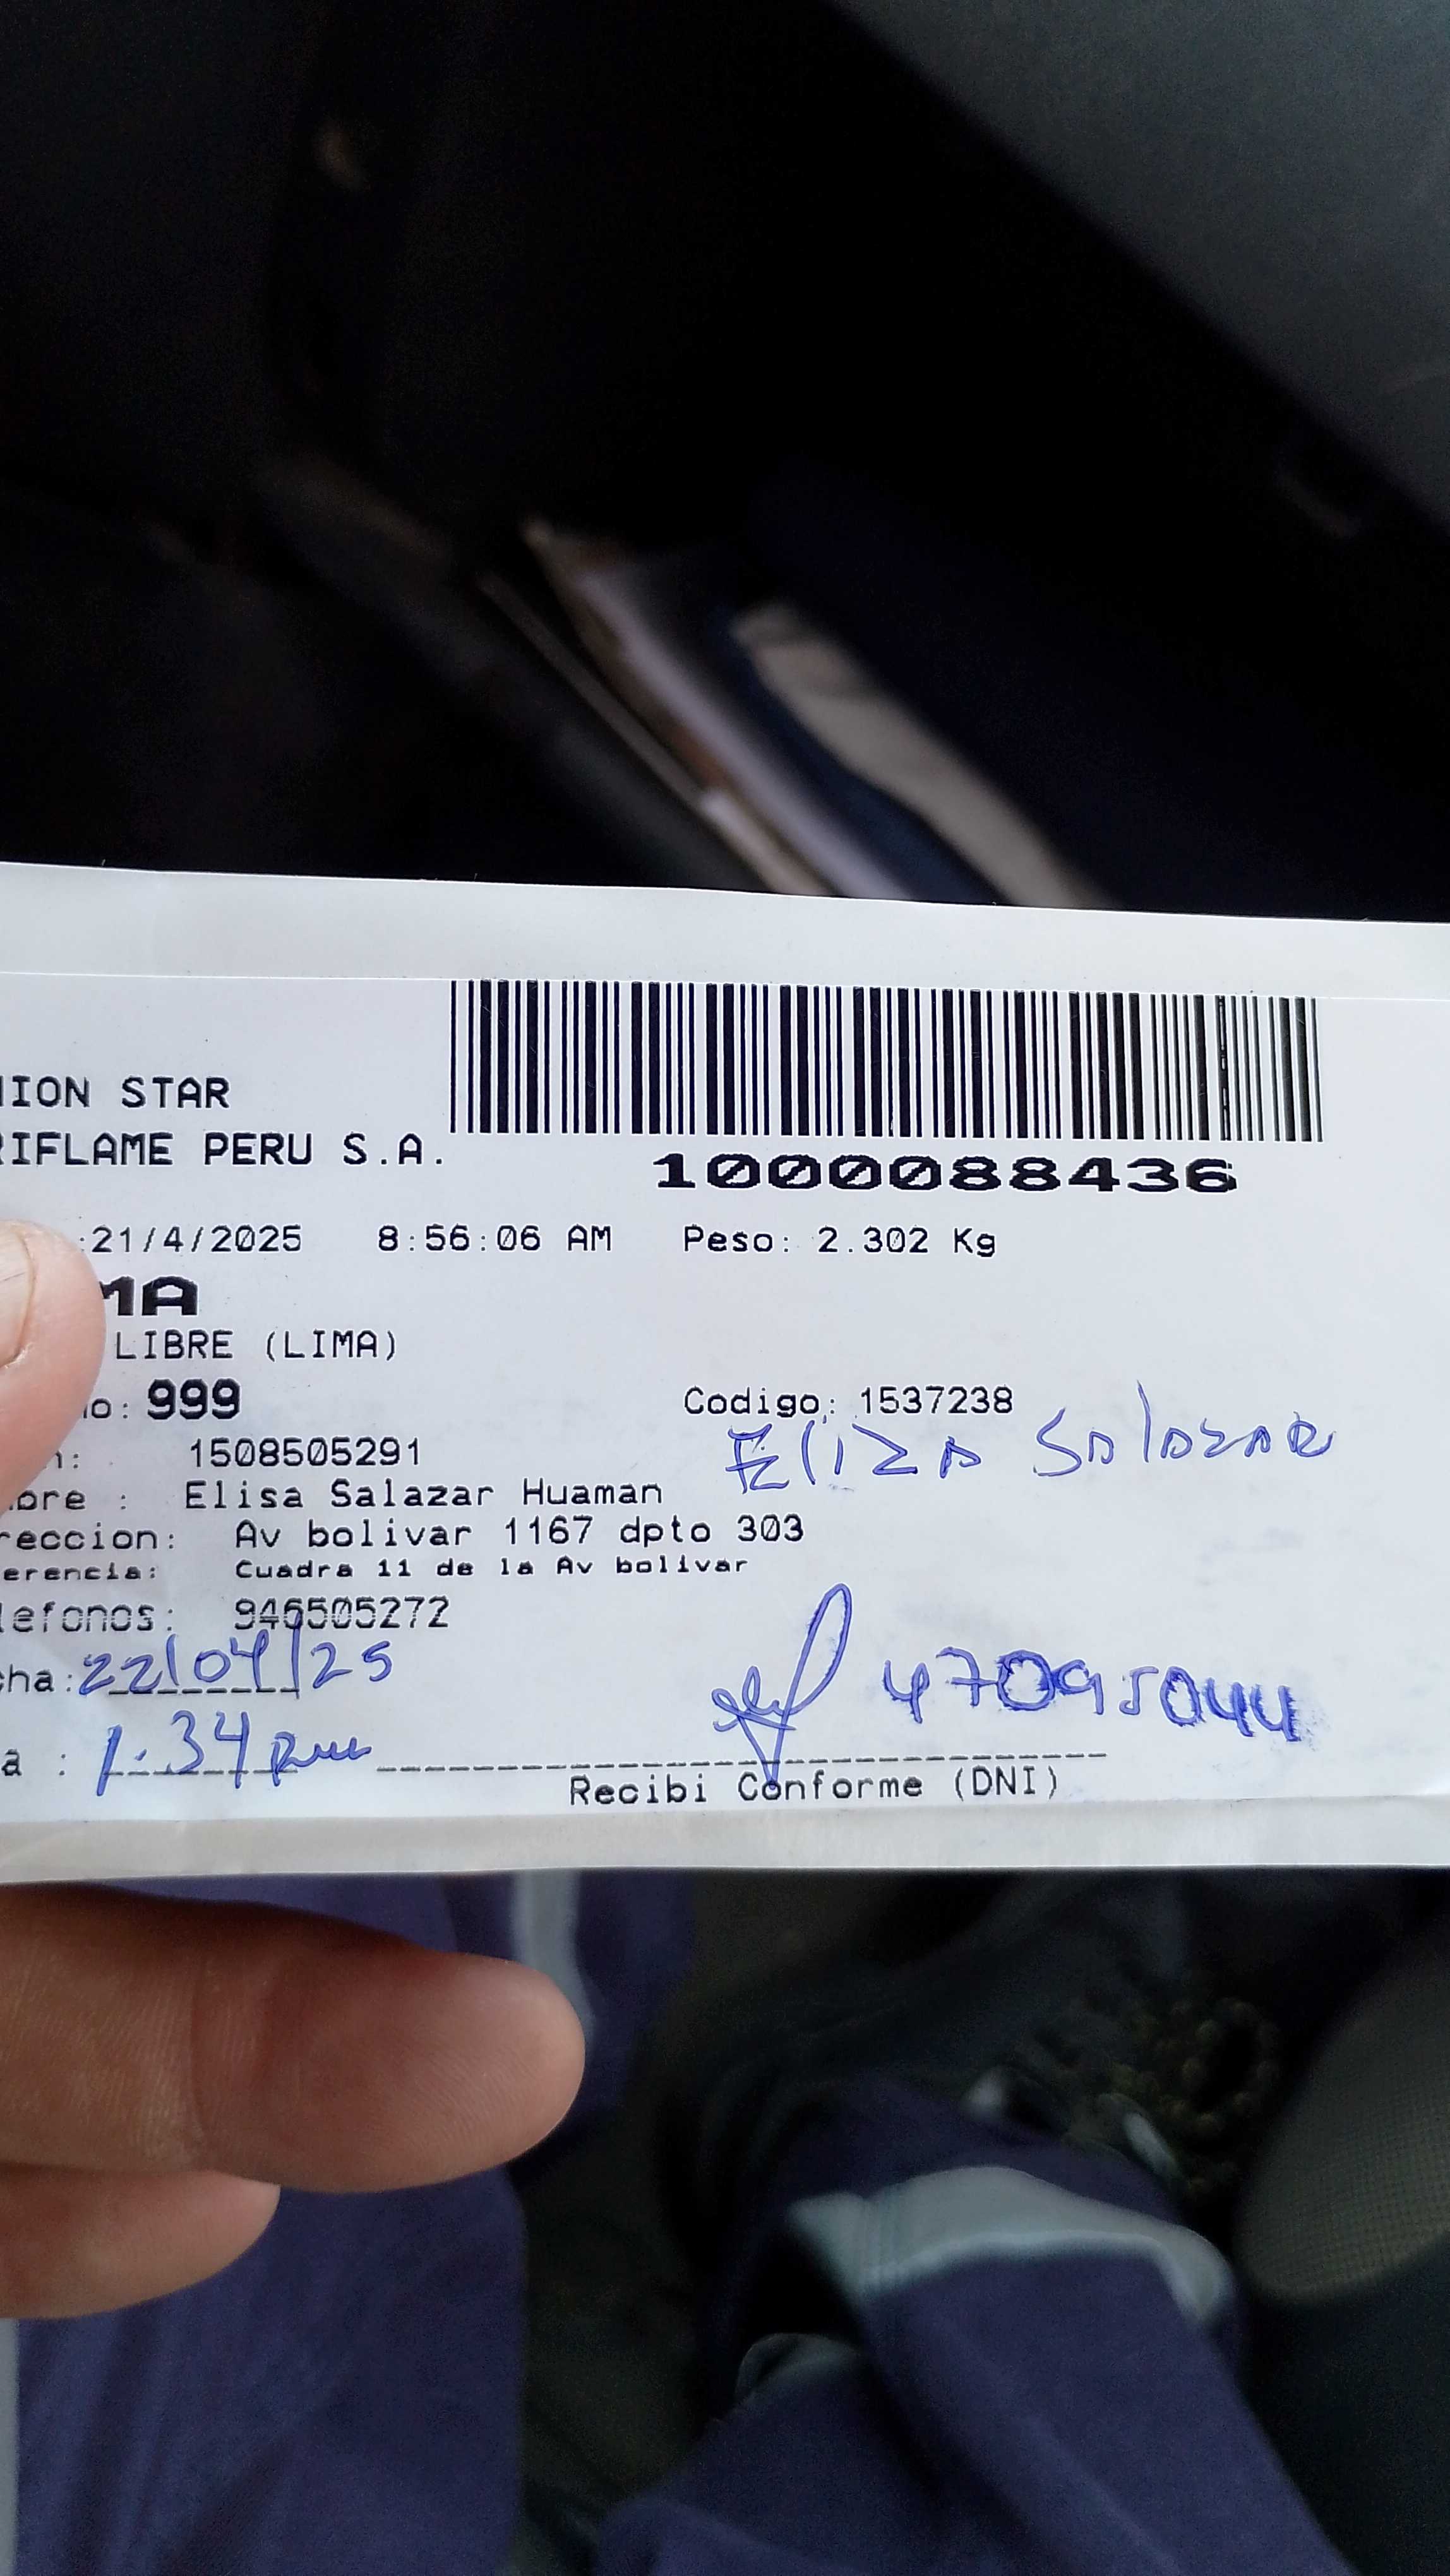 ION STAR
RIFLAME PERU S.A.
1000088436
:21/4/2025 8:56:06 AM Peso: 2.302 Kg
MA
LIBRE (LIMA)
o: 999 Codigo: 1537238
Eliza Salazar
n: 1508505291
bre : Elisa Salazar Huaman
reccion: Av bolivar 1167 dpto 303
erencia: Cuadra 11 de la Av bolivar
lefonos: 946505272
cha: 22/04/25
47095044
a : 1.34 pm
Recibi Conforme (DNI)